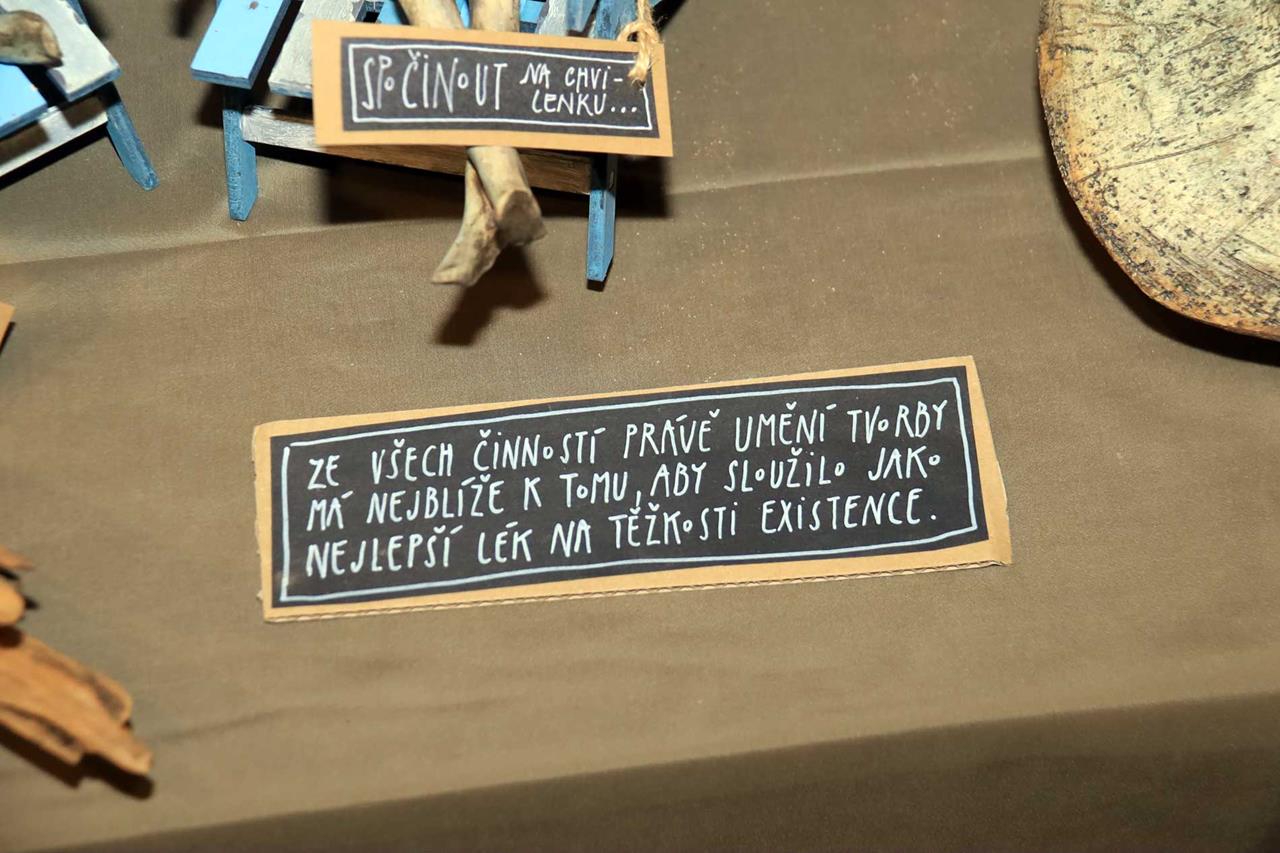 SPOČINOUT NA CHVI-
LENKU...
ZE VŠECH ČINNOSTÍ PRÁVĚ UMĚNÍ TVORBY
MÁ NEJBLÍŽE K TOMU, ABY SLOUŽILO JAKO
NEJLEPŠÍ LÉK NA TĚŽKOSTI EXISTENCE.